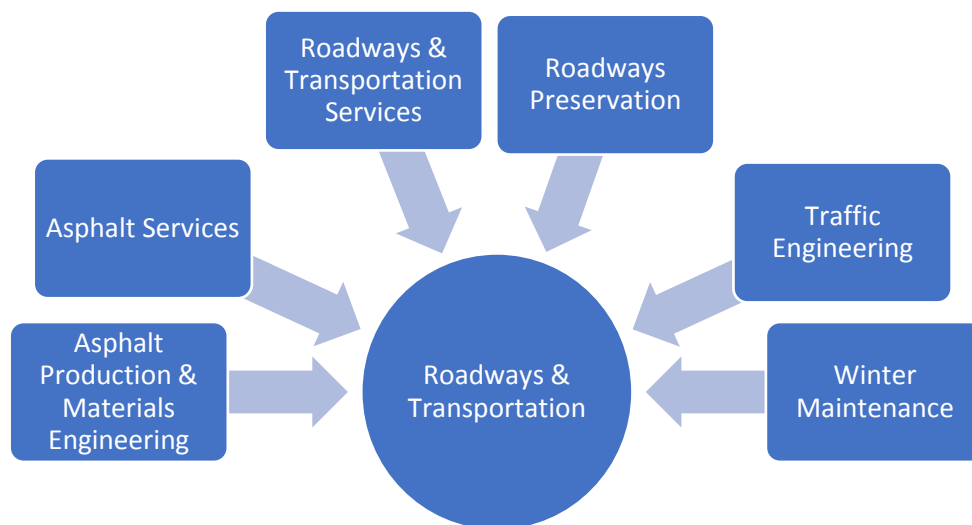 Roadways &
Transportation
Services
Roadways
Preservation
Asphalt Services
Traffic
Engineering
Asphalt
Production &
Materials
Engineering
Roadways &
Transportation
Winter
Maintenance